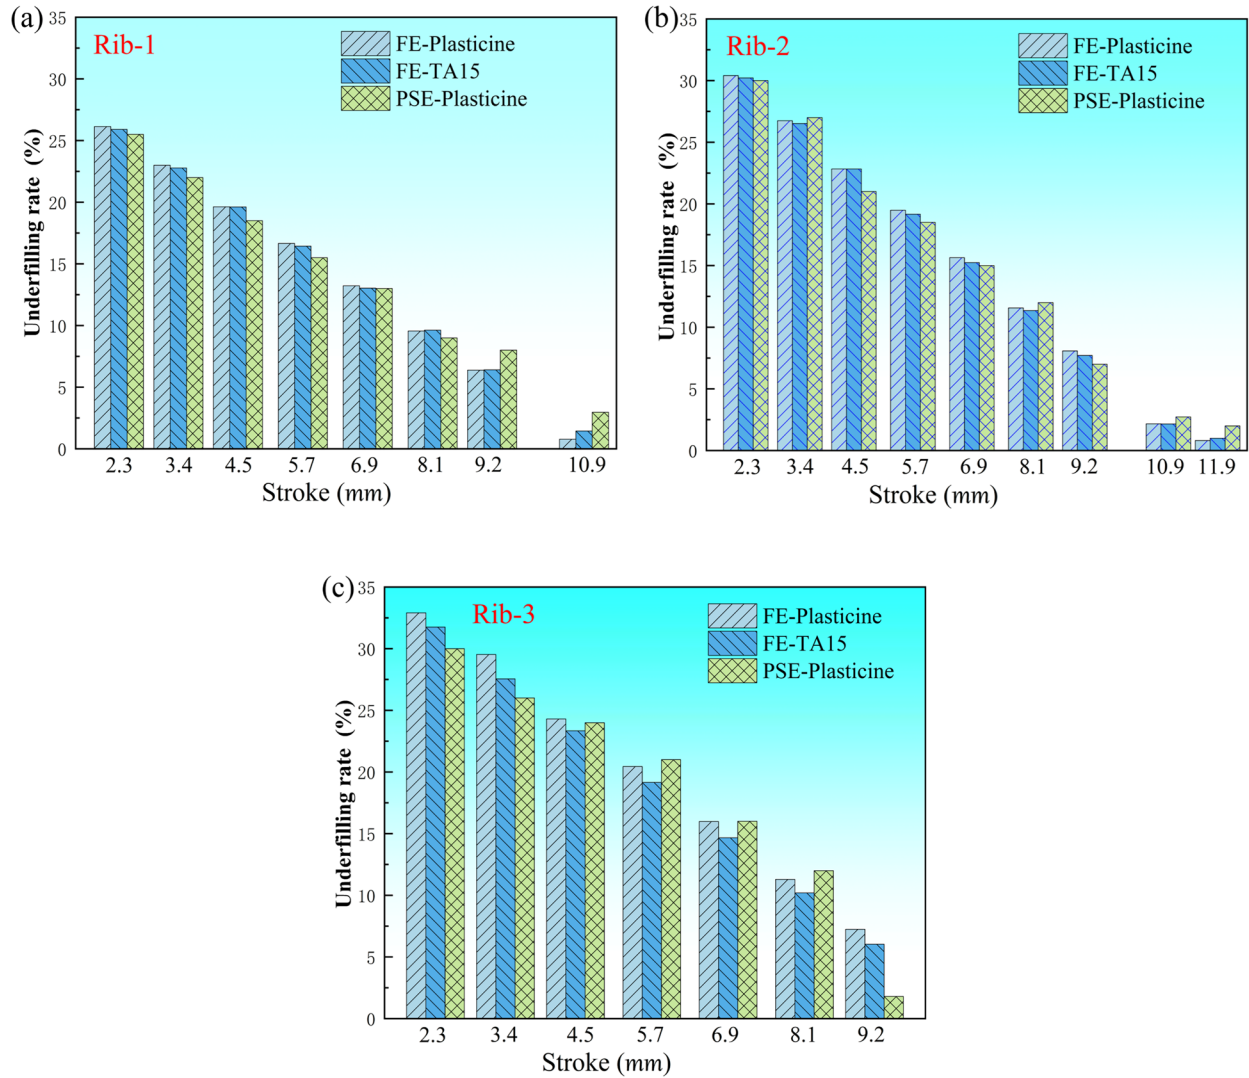 (a)
Rib-1
FE-Plasticine
FE-TA15
PSE-Plasticine
Underfilling rate (%)
35
30
25
20
15
10
5
0
2.3 3.4 4.5 5.7 6.9 8.1 9.2 10.9
Stroke (mm)
(b)
Rib-2
FE-Plasticine
FE-TA15
PSE-Plasticine
Underfilling rate (%)
35
30
25
20
15
10
5
0
2.3 3.4 4.5 5.7 6.9 8.1 9.2 10.9 11.9
Stroke (mm)
(c)
Rib-3
FE-Plasticine
FE-TA15
PSE-Plasticine
Underfilling rate (%)
35
30
25
20
15
10
5
0
2.3 3.4 4.5 5.7 6.9 8.1 9.2
Stroke (mm)